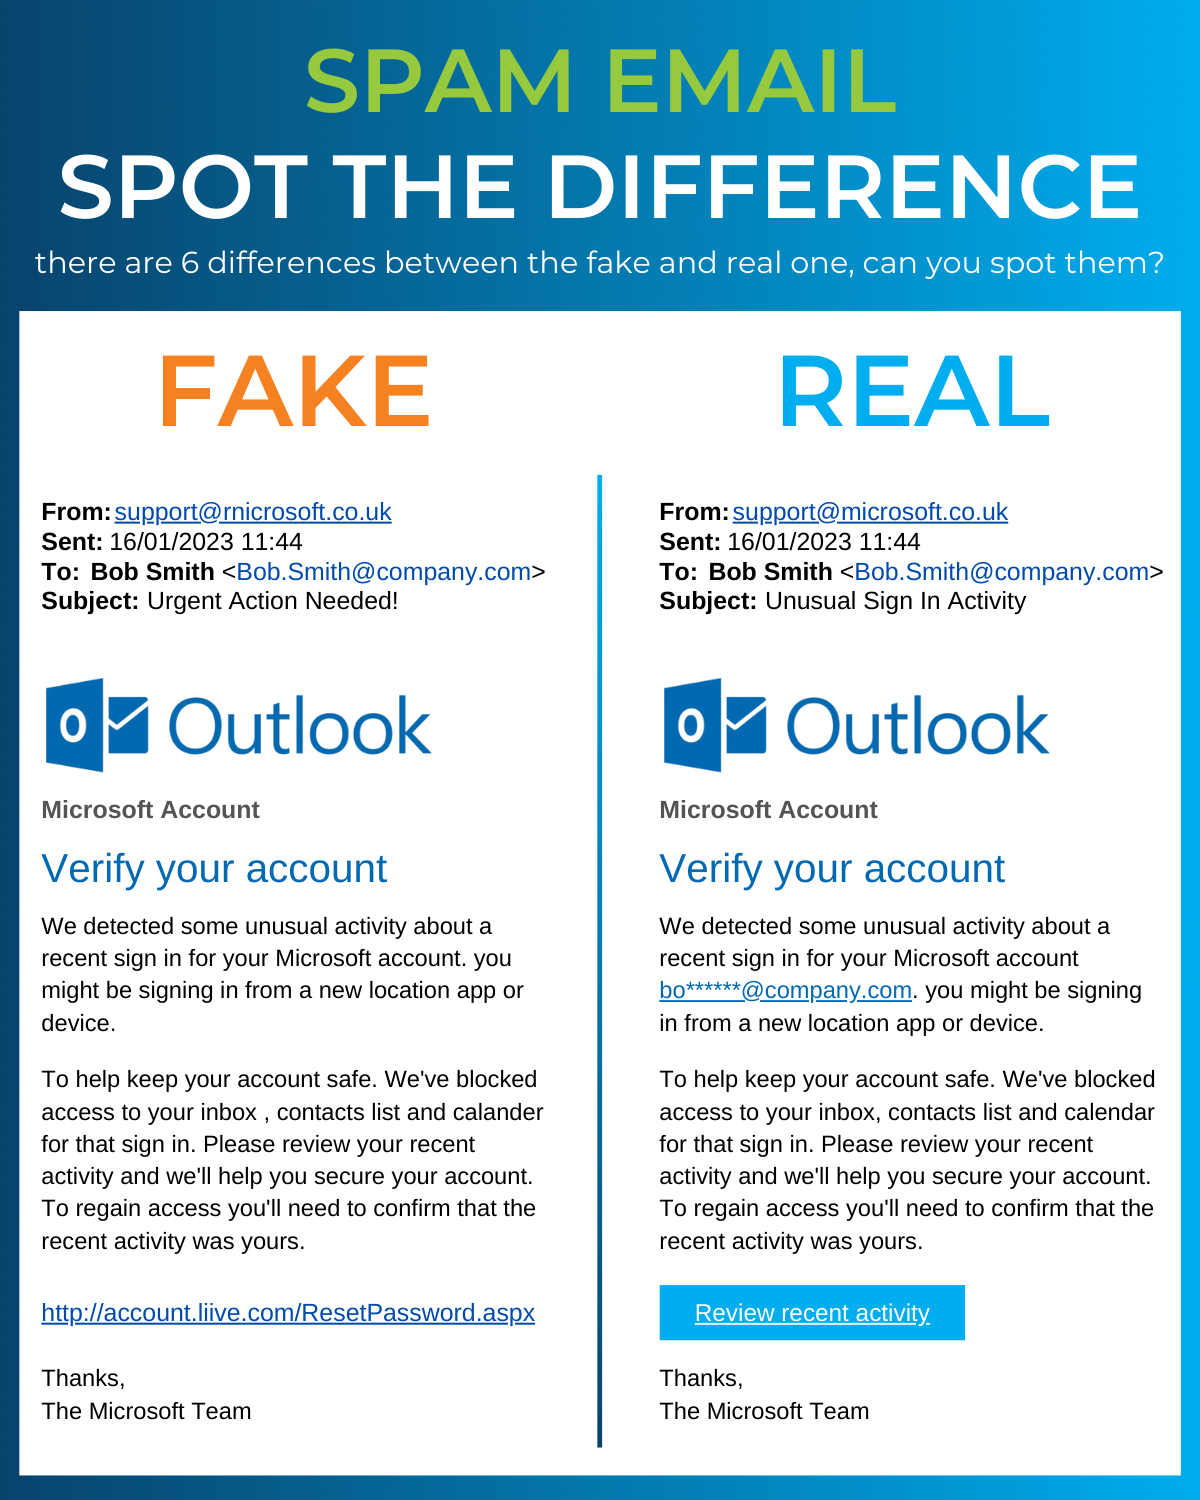 SPAM EMAIL
SPOT THE DIFFERENCE
there are 6 differences between the fake and real one, can you spot them?
FAKE
From: support@rnicrosoft.co.uk
Sent: 16/01/2023 11:44
To: Bob Smith <Bob.Smith@company.com>
Subject: Urgent Action Needed!
O Outlook
Microsoft Account
Verify your account
We detected some unusual activity about a
recent sign in for your Microsoft account. you
might be signing in from a new location app or
device.
To help keep your account safe. We've blocked
access to your inbox , contacts list and calander
for that sign in. Please review your recent
activity and we'll help you secure your account.
To regain access you'll need to confirm that the
recent activity was yours.
http://account.liive.com/ResetPassword.aspx
Thanks,
The Microsoft Team
REAL
From: support@microsoft.co.uk
Sent: 16/01/2023 11:44
To: Bob Smith <Bob.Smith@company.com>
Subject: Unusual Sign In Activity
O Outlook
Microsoft Account
Verify your account
We detected some unusual activity about a
recent sign in for your Microsoft account
bo******@company.com. you might be signing
in from a new location app or device.
To help keep your account safe. We've blocked
access to your inbox, contacts list and calendar
for that sign in. Please review your recent
activity and we'll help you secure your account.
To regain access you'll need to confirm that the
recent activity was yours.
Review recent activity
Thanks,
The Microsoft Team